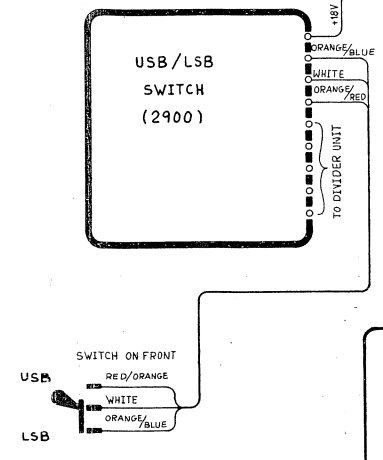 +18V
USB/LSB
SWITCH
(2900)
ORANGE/BLUE
WHITE
ORANGE/RED
TO DIVIDER UNIT
SWITCH ON FRONT
USB
RED/ORANGE
WHITE
ORANGE/BLUE
LSB